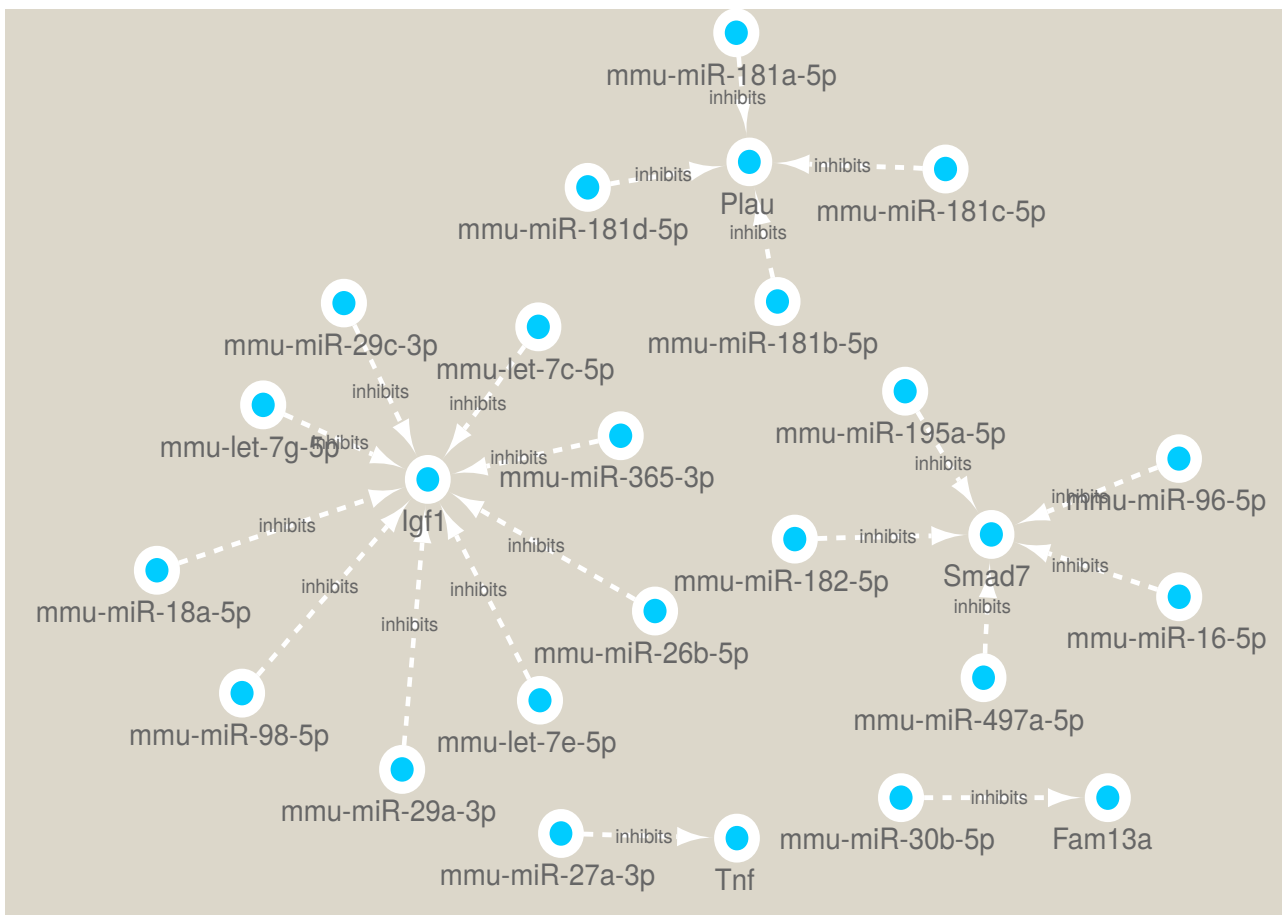 mmu-miR-181a-5p
inhibits
inhibits
inhibits
Plau
mmu-miR-181c-5p
mmu-miR-181d-5p
inhibits
mmu-miR-29c-3p
mmu-miR-181b-5p
mmu-let-7c-5p
inhibits
inhibits
mmu-let-7g-5p
inhibits
mmu-miR-195a-5p
inhibits
inhibits
mmu-miR-365-3p
mmu-miR-96-5p
inhibits
Igf1
inhibits
inhibits
inhibits
inhibits
Smad7
mmu-miR-182-5p
inhibits
inhibits
inhibits
mmu-miR-18a-5p
inhibits
inhibits
mmu-miR-16-5p
mmu-miR-26b-5p
mmu-miR-497a-5p
mmu-miR-98-5p
mmu-let-7e-5p
mmu-miR-29a-3p
inhibits
mmu-miR-30b-5p
Fam13a
inhibits
mmu-miR-27a-3p
Tnf